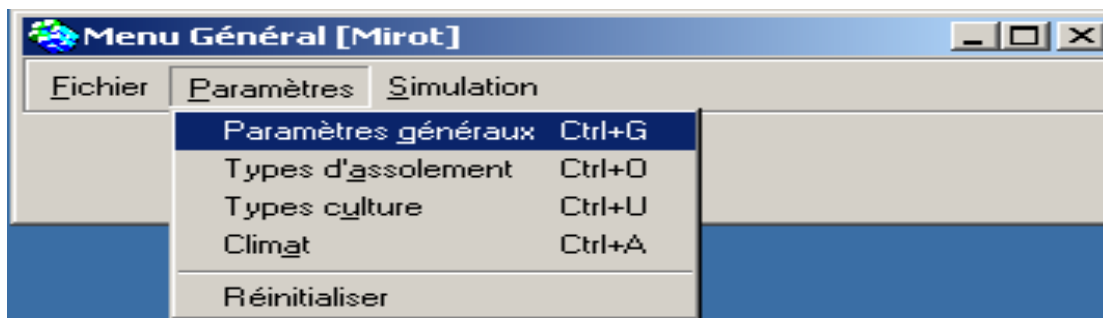 Menu Général [Mirot]
Fichier Paramètres Simulation
Paramètres généraux Ctrl+G
Types d'assolement Ctrl+O
Types culture Ctrl+U
Climat Ctrl+A
Réinitialiser